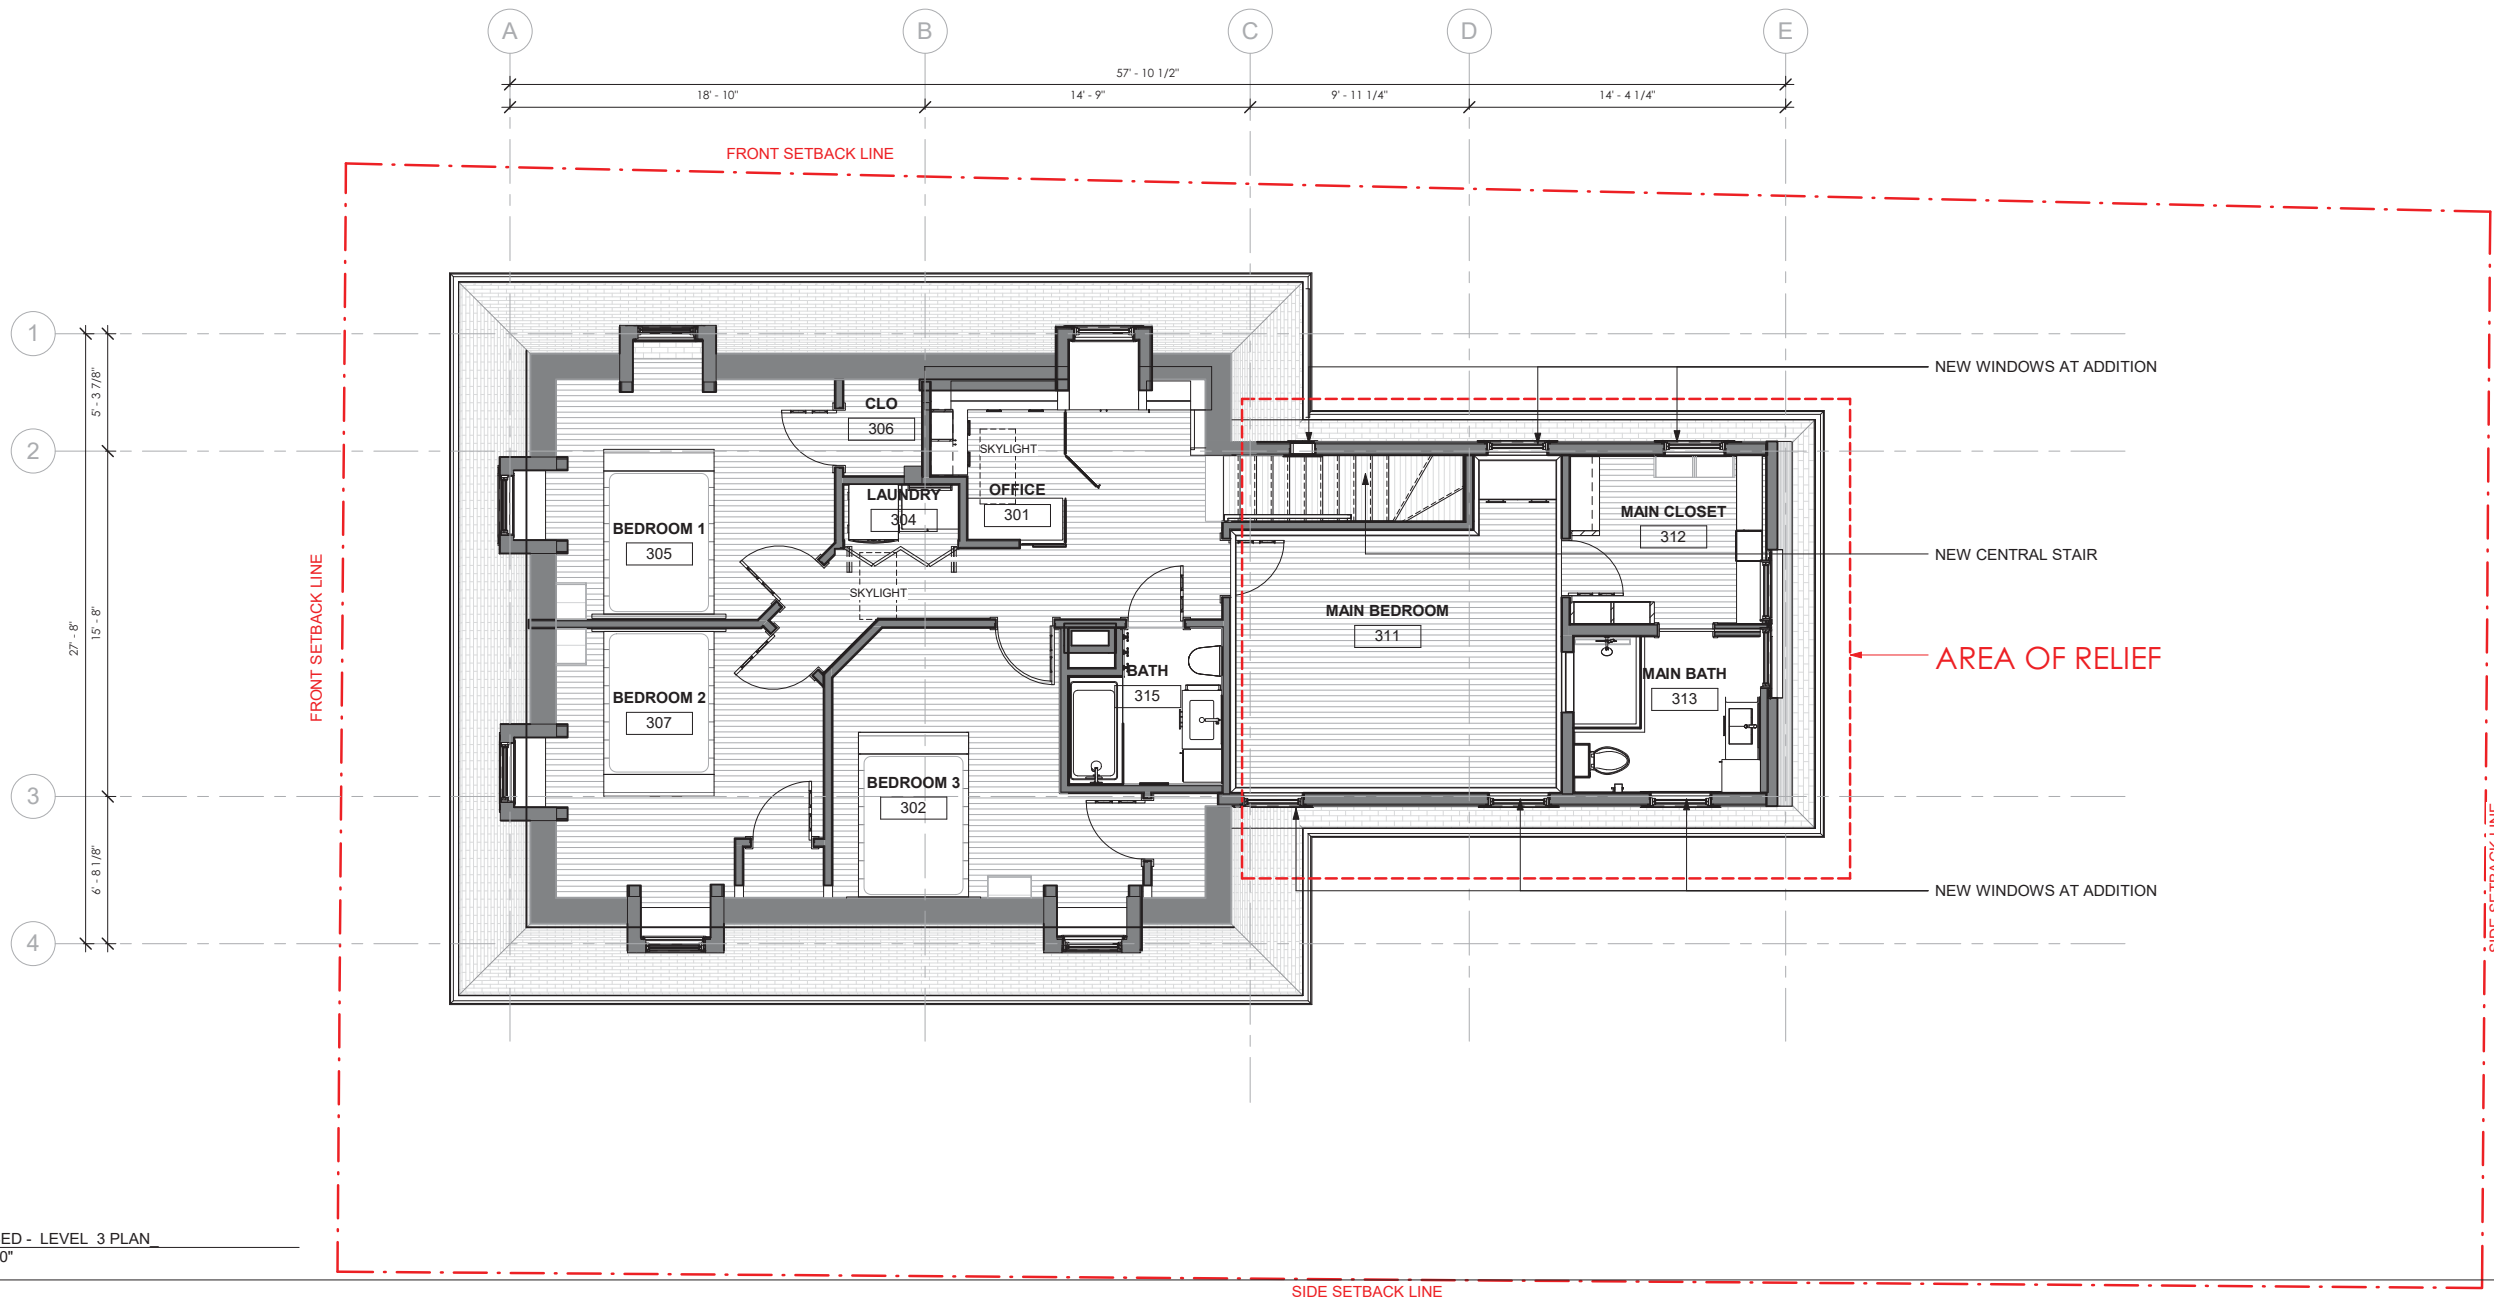 A
B
C
D
E
57' - 10 1/2"
18' - 10"
14' - 9"
9' - 11 1/4"
14' - 4 1/4"
FRONT SETBACK LINE
1
2
3
4
5' - 3 7/8"
15' - 8"
27' - 8"
6' - 8 1/8"
FRONT SETBACK LINE
CLO
306
SKYLIGHT
LAUNDRY
304
OFFICE
301
BEDROOM 1
305
SKYLIGHT
BEDROOM 2
307
BEDROOM 3
302
BATH
315
MAIN BEDROOM
311
MAIN CLOSET
312
MAIN BATH
313
NEW WINDOWS AT ADDITION
NEW CENTRAL STAIR
AREA OF RELIEF
NEW WINDOWS AT ADDITION
SIDE SETBACK LINE
ED - LEVEL 3 PLAN_
0"
SIDE SETBACK LINE